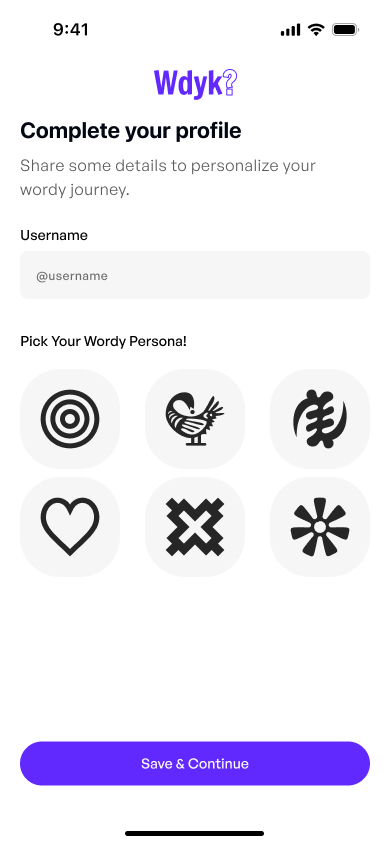 9:41
Wdyk?
Complete your profile
Share some details to personalize your
wordy journey.
Username
@username
Pick Your Wordy Persona!
Save & Continue